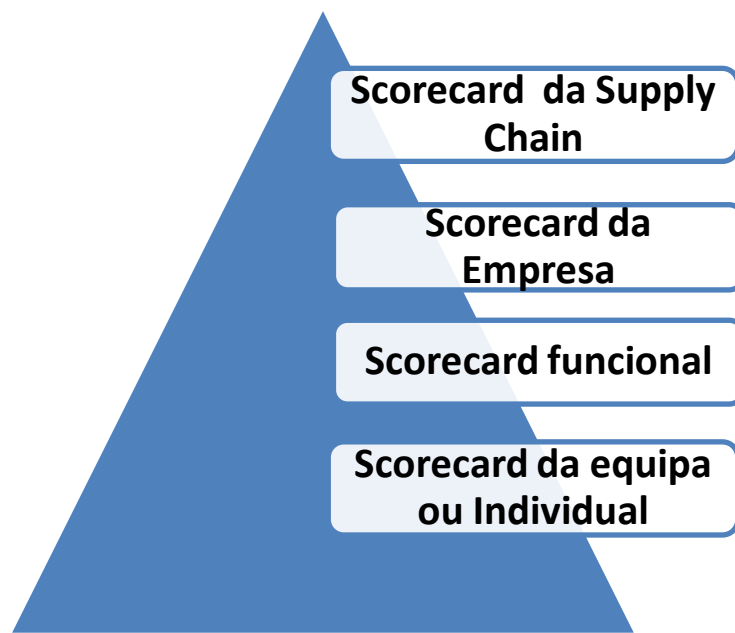 Scorecard da Supply
Chain
Scorecard da
Empresa
Scorecard funcional
Scorecard da equipa
ou Individual